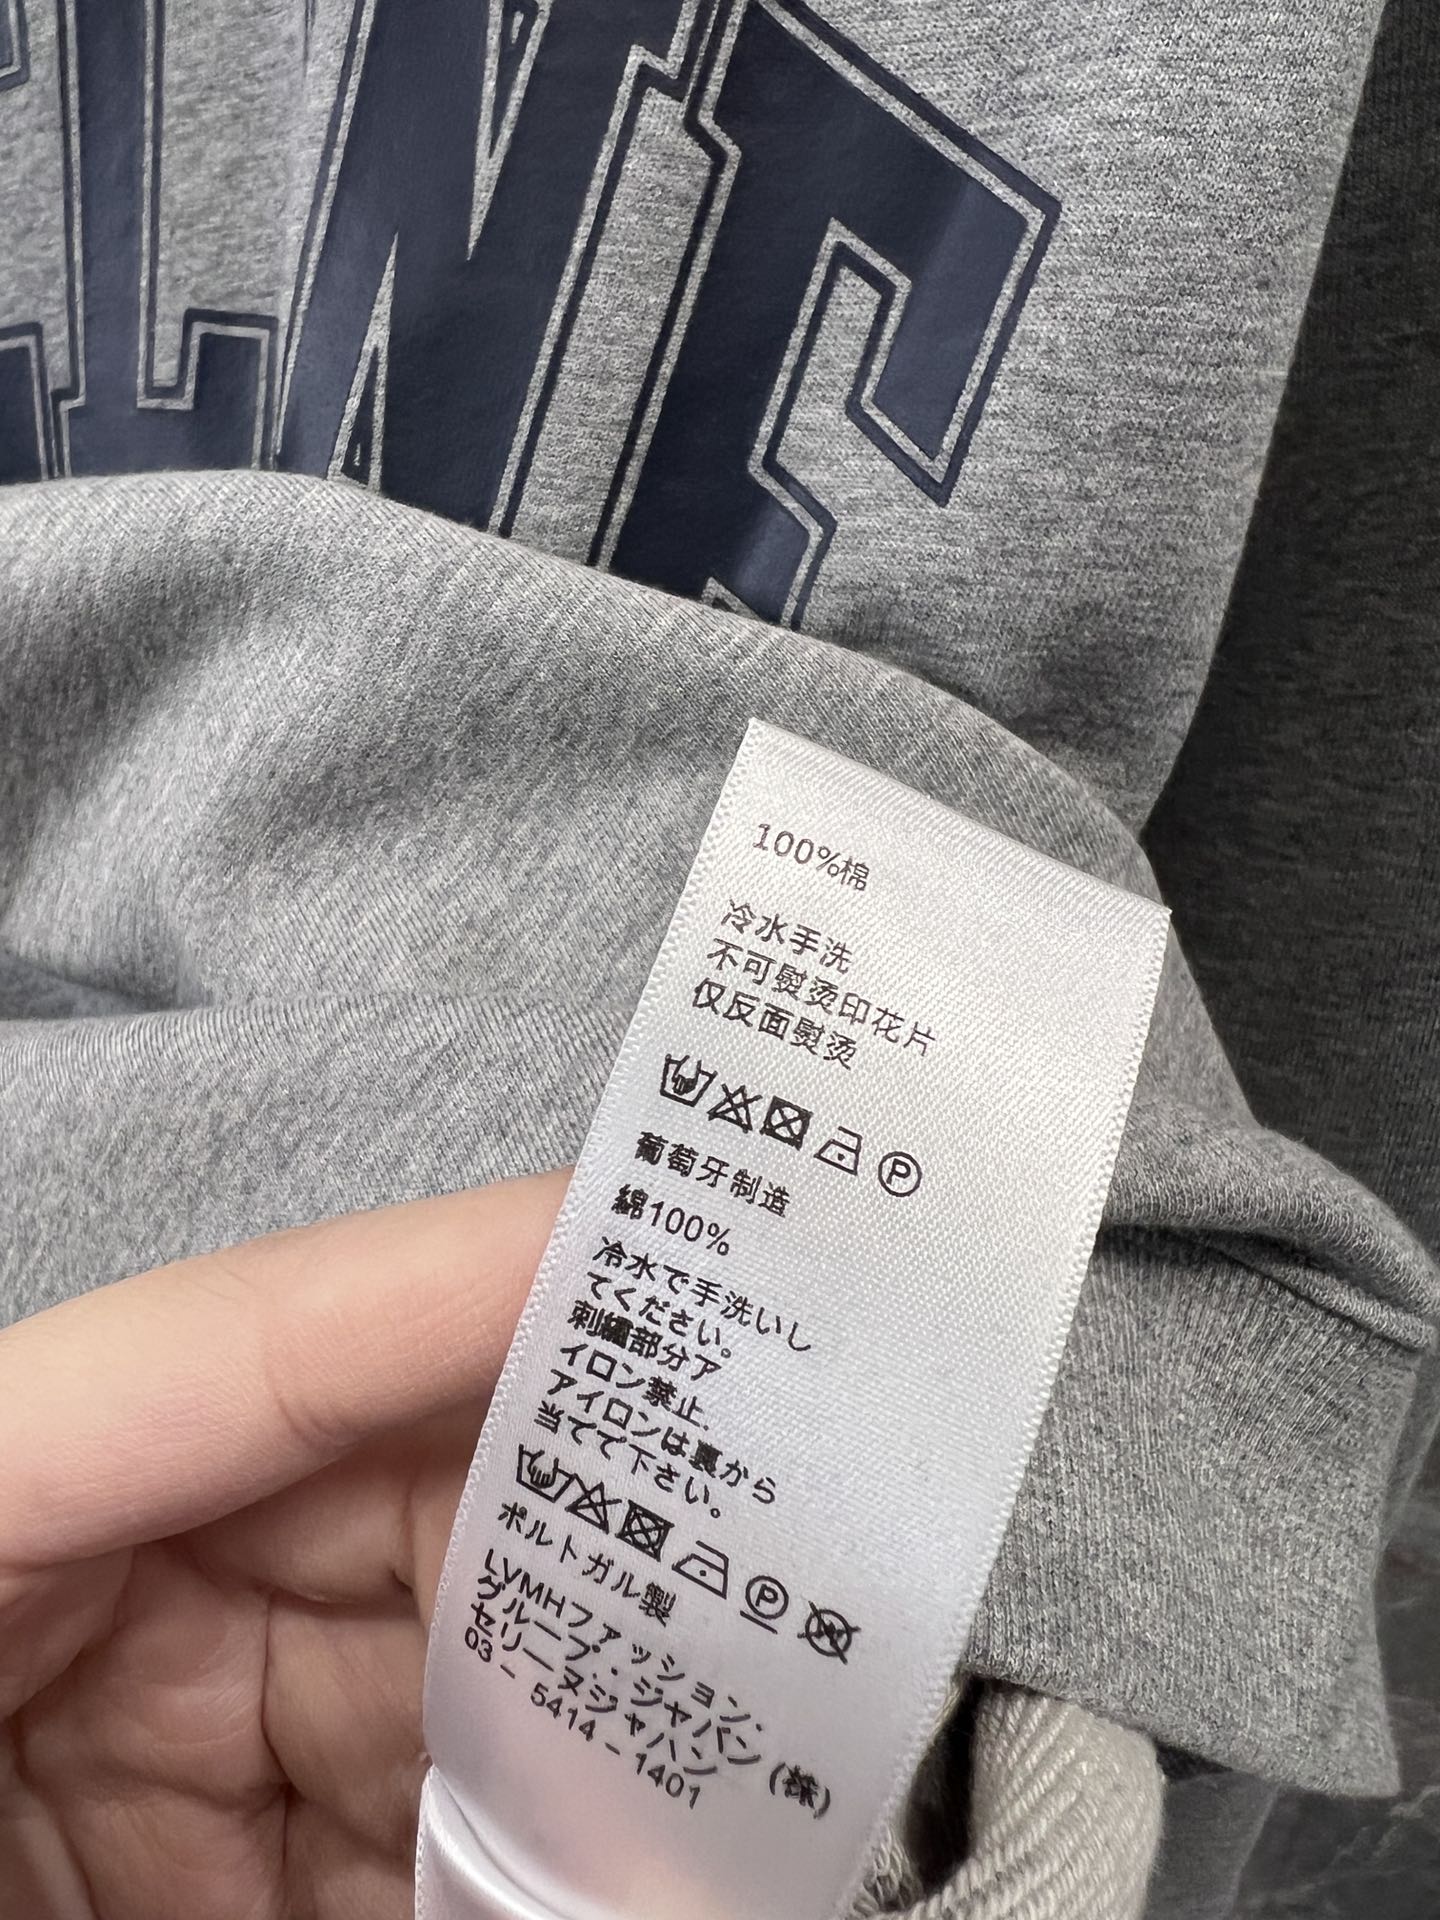 INE
100%棉
冷水手洗
不可熨烫印花片
仅反面熨烫
P
葡萄牙制造
綿100%
冷水で手洗いし
てください。
刺繍部分ア
イロン禁止.
アイロンは裏から
当てて下さい。
P
W
ポルトガル製
LVMHファッション.
グループ・ジャパン(株)
セリーヌジャハン
03 - 5414 - 1401